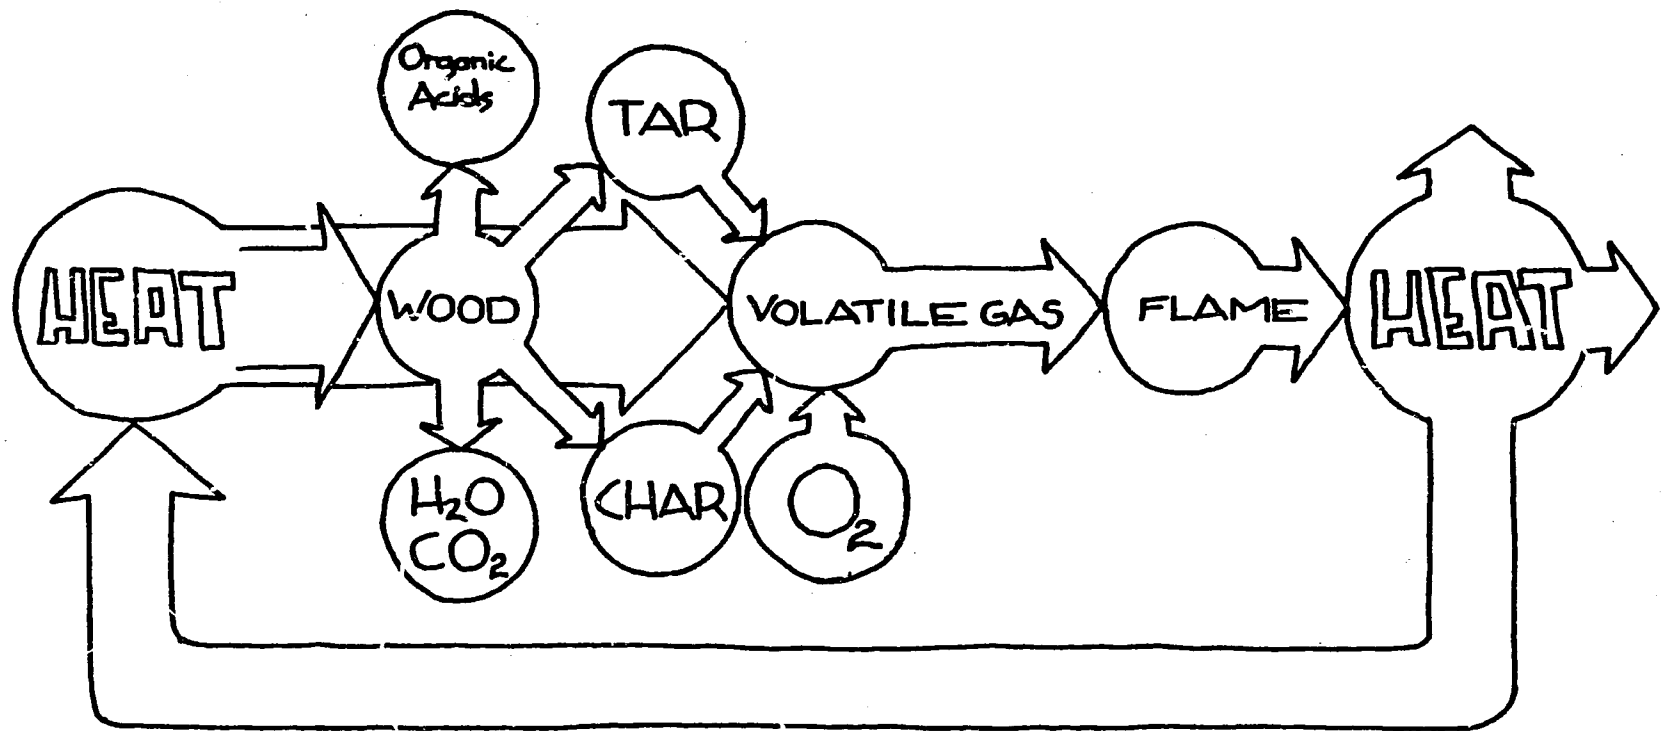 Organic
Acids
TAR
HEAT
WOOD
VOLATILE GAS
FLAME
HEAT
H₂O
CO₂
CHAR
O₂